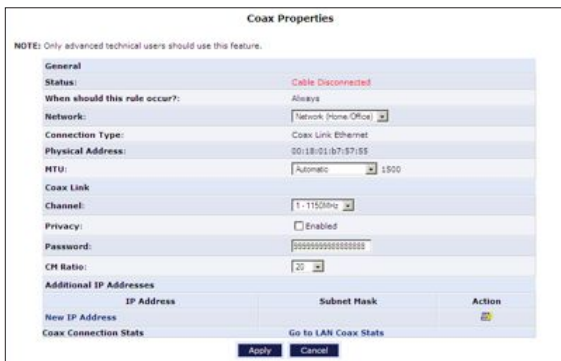 Coax Properties
NOTE: Only advanced technical users should use this feature.
General
Status: Cable Disconnected
When should this rule occur?: Always
Network: Network (Home/Office)
Connection Type: Coax Link Ethernet
Physical Address: 00:18:01:b7:57:55
MTU: Automatic 1500
Coax Link
Channel: 1 - 1150MHz
Privacy: Enabled
Password:
CM Ratio: 20
Additional IP Addresses
IP Address Subnet Mask Action
New IP Address
Coax Connection Stats Go to LAN Coax Stats
Apply Cancel